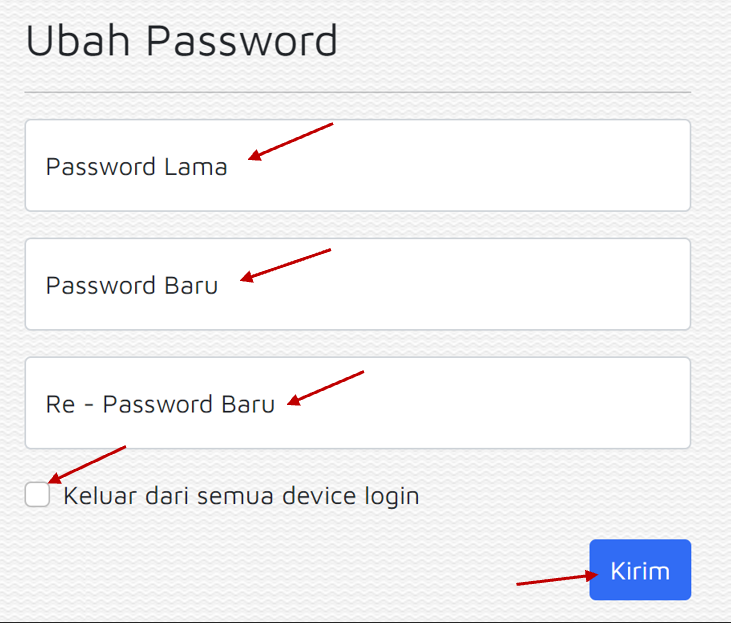 Ubah Password
Password Lama
Password Baru
Re - Password Baru
Keluar dari semua device login
Kirim